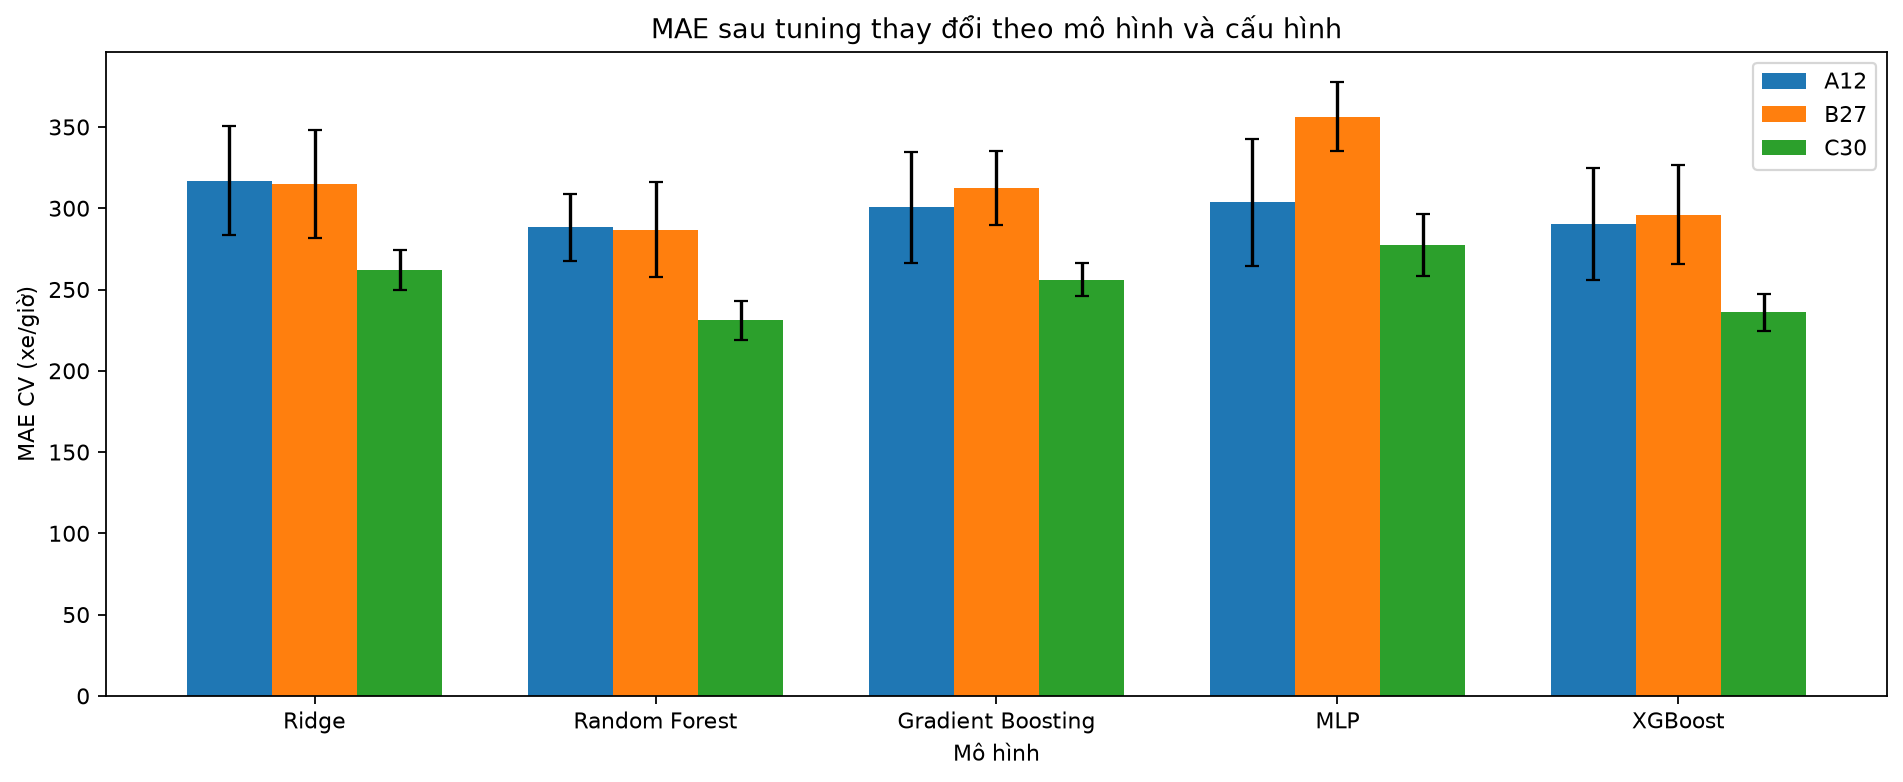 MAE sau tuning thay đổi theo mô hình và cấu hình
A12
B27
C30
MAE CV (xe/giờ)
350
300
250
200
150
100
50
0
Ridge
Random Forest
Gradient Boosting
MLP
XGBoost
Mô hình